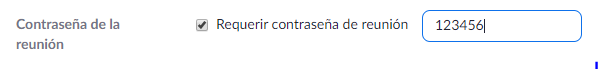 Contraseña de la reunión
Requerir contraseña de reunión
123456